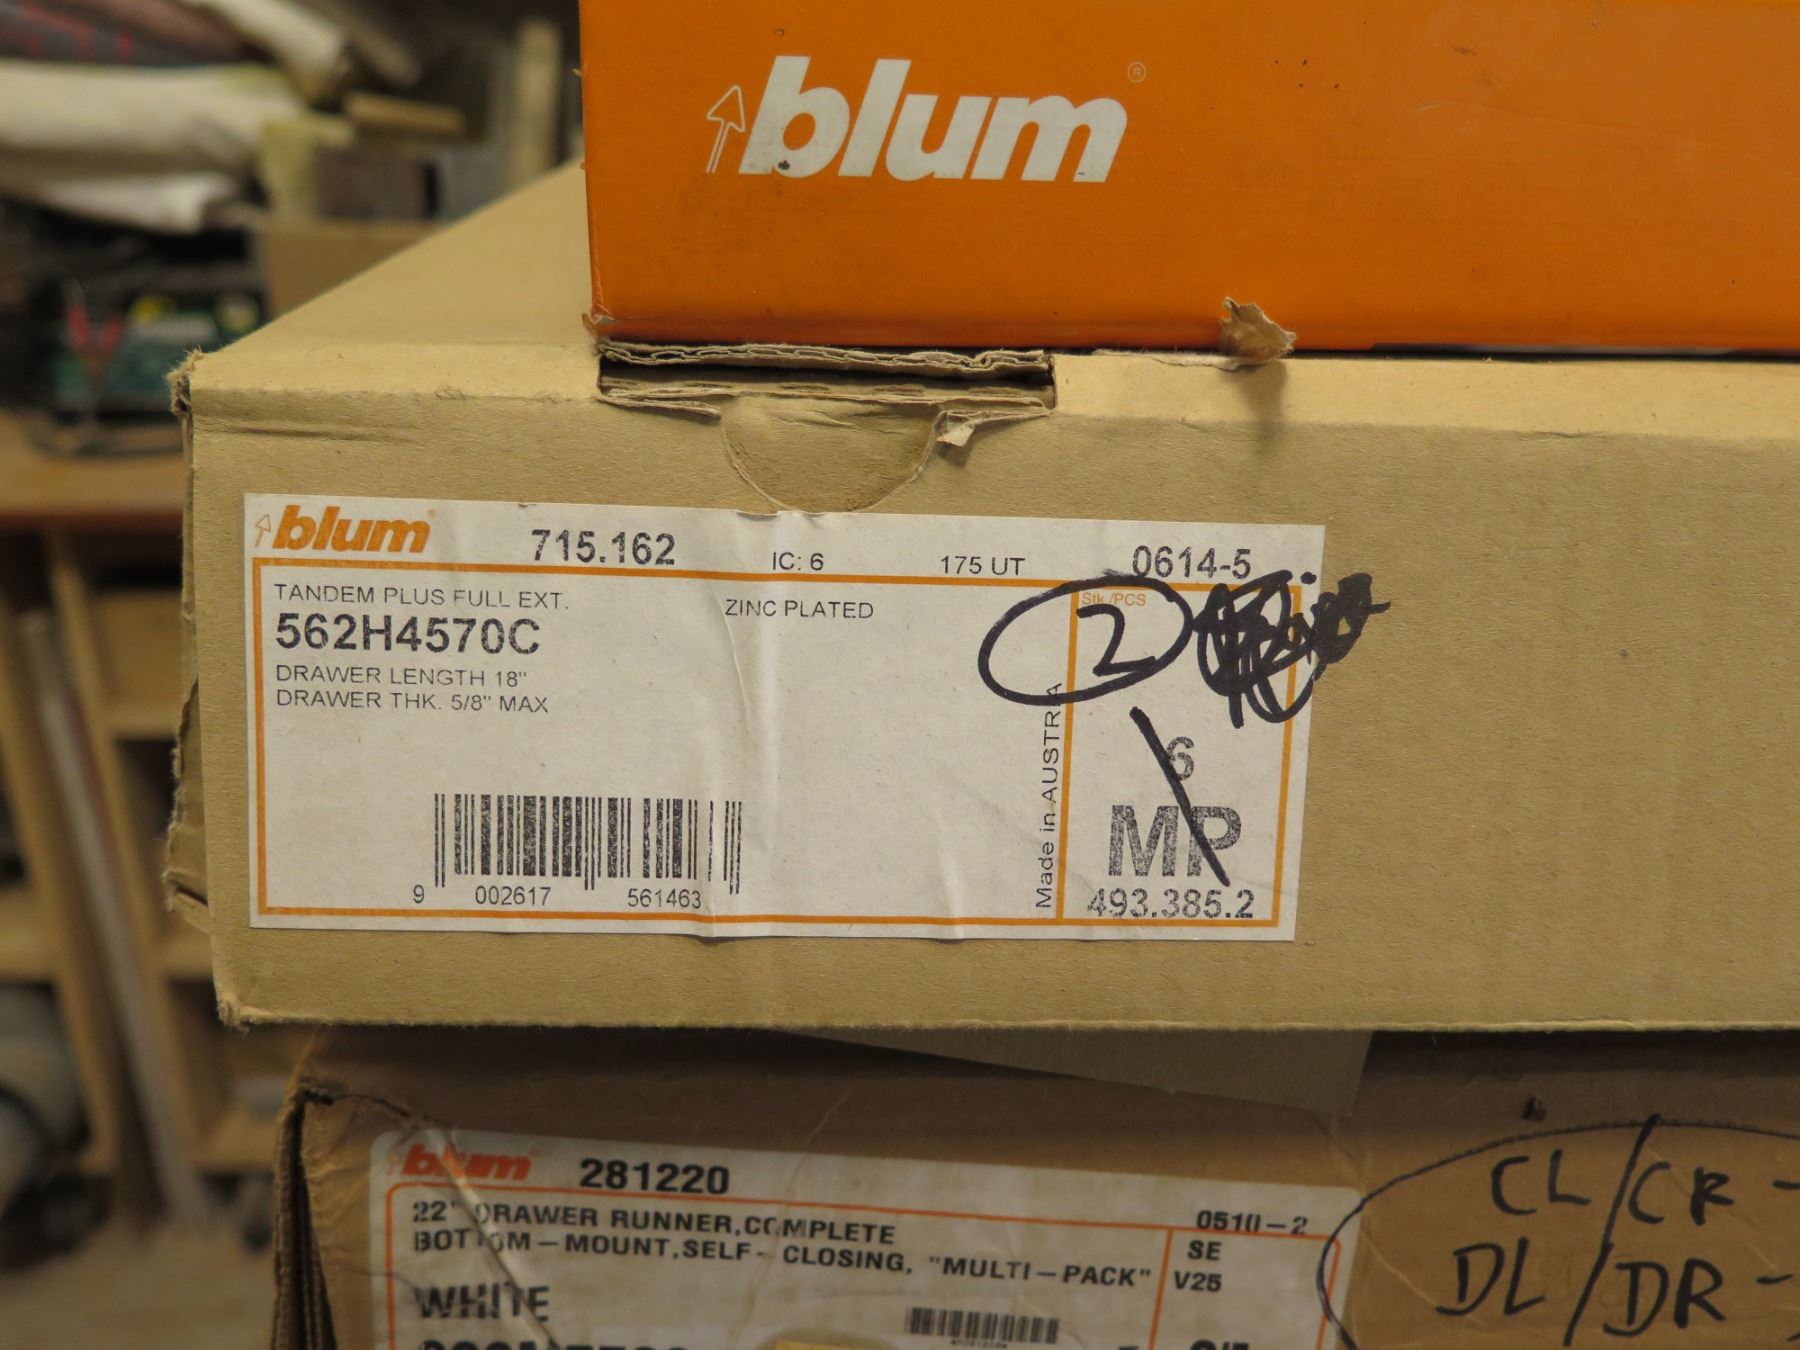 blum®
blum® 715.162 IC: 6 175 UT 0614-5
TANDEM PLUS FULL EXT. ZINC PLATED Stk./PCS
562H4570C 2
DRAWER LENGTH 18"
DRAWER THK. 5/8" MAX
Made in AUSTRIA
6
MP
9 002617 561463 493.385.2
blum 281220
22" DRAWER RUNNER, COMPLETE 0510-2
BOTTOM-MOUNT, SELF-CLOSING, "MULTI-PACK" SE
V25
WHITE
CL/CR -
DL/DR -